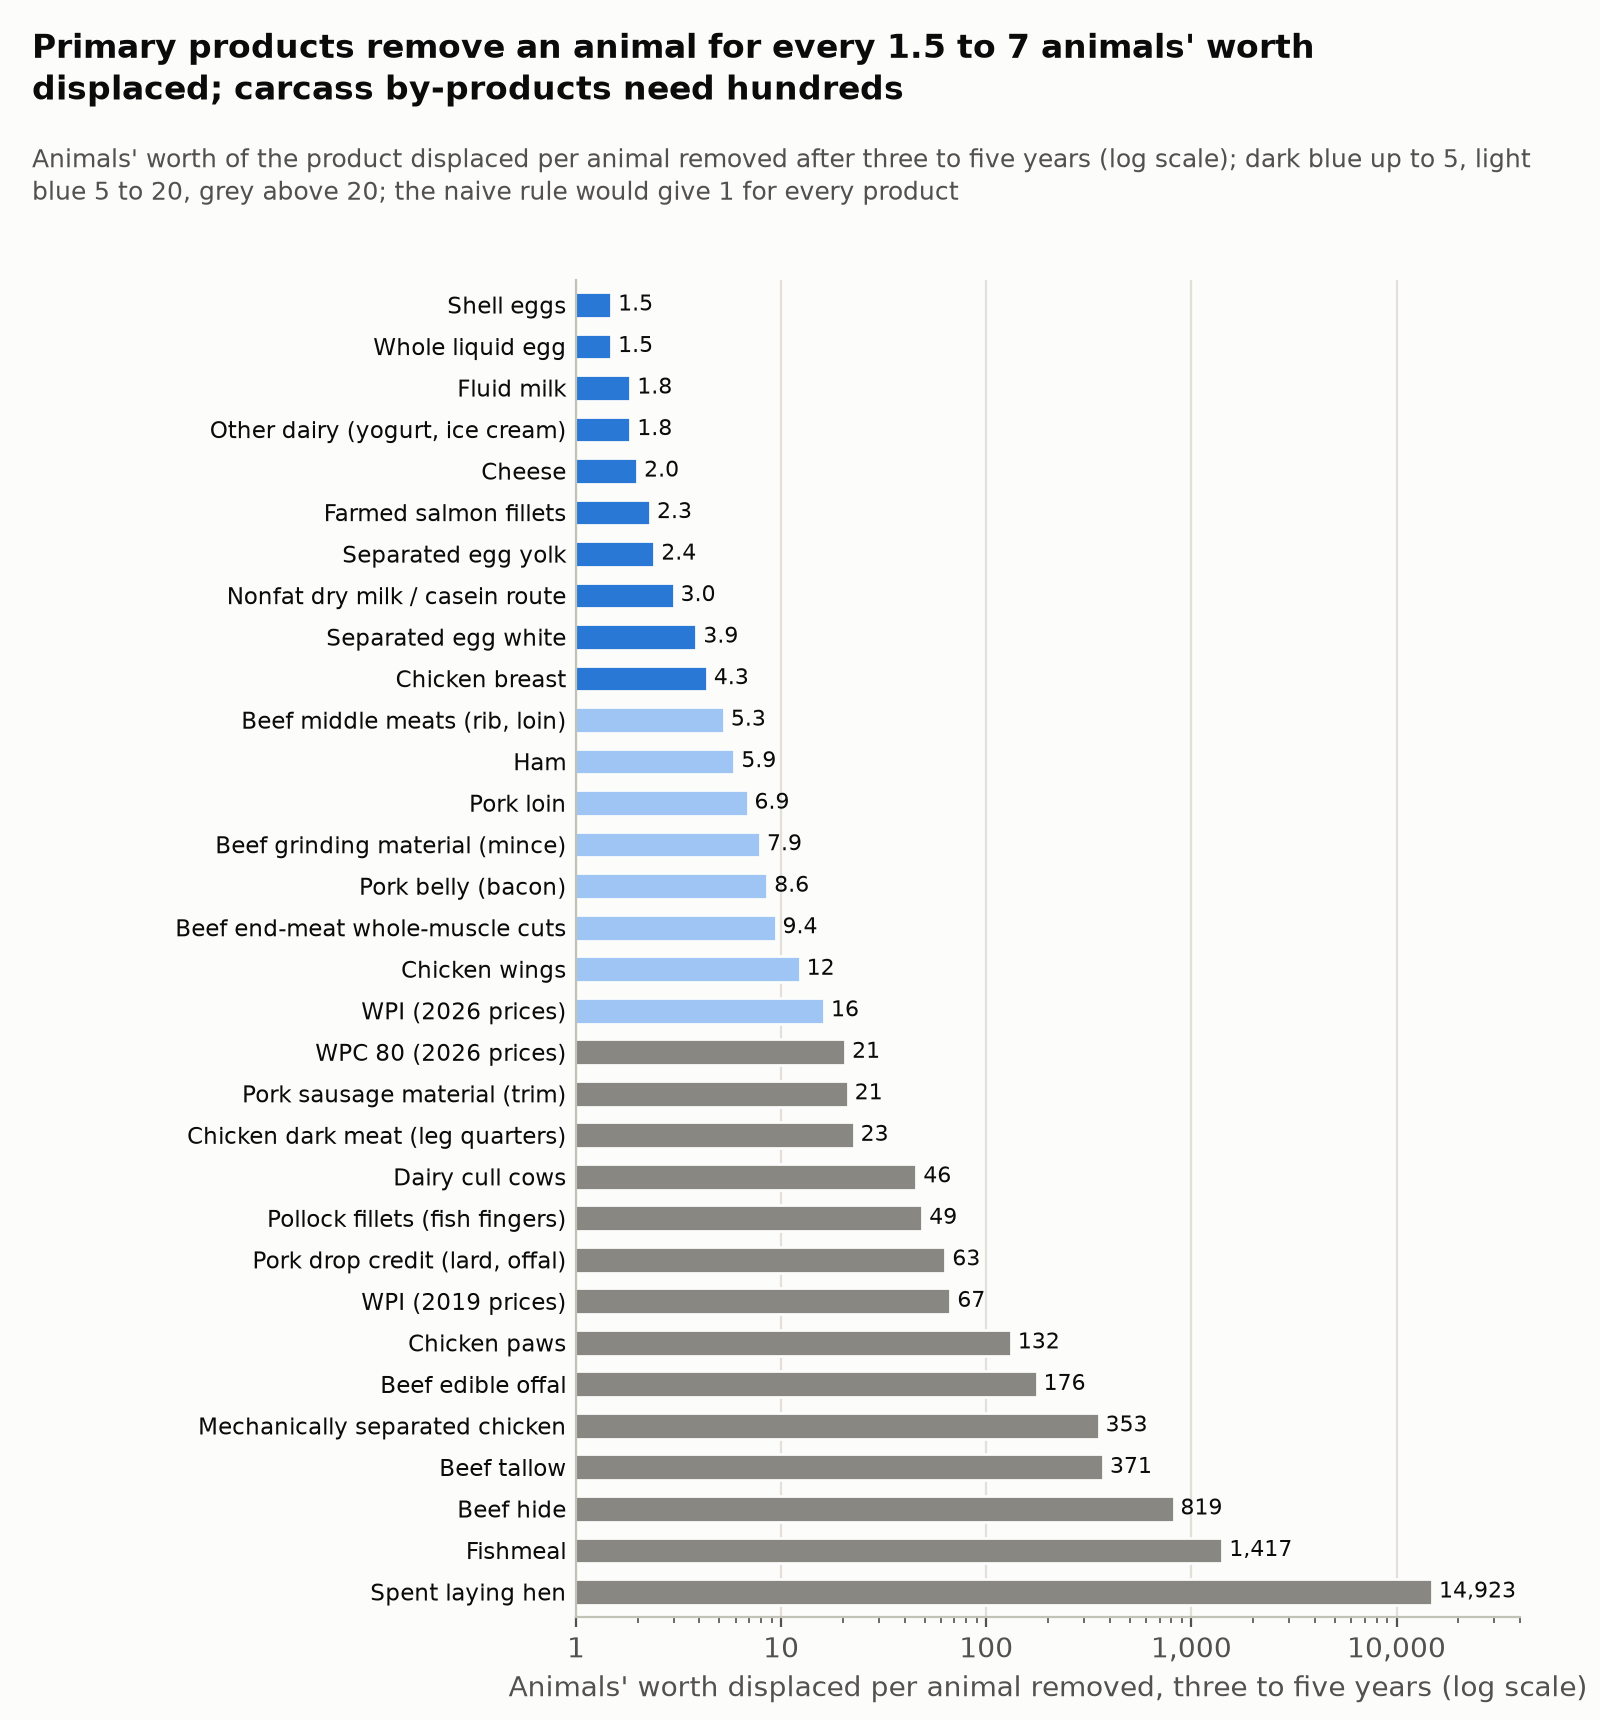 Primary products remove an animal for every 1.5 to 7 animals' worth
displaced; carcass by-products need hundreds
Animals' worth of the product displaced per animal removed after three to five years (log scale); dark blue up to 5, light
blue 5 to 20, grey above 20; the naive rule would give 1 for every product
Shell eggs 1.5
Whole liquid egg 1.5
Fluid milk 1.8
Other dairy (yogurt, ice cream) 1.8
Cheese 2.0
Farmed salmon fillets 2.3
Separated egg yolk 2.4
Nonfat dry milk / casein route 3.0
Separated egg white 3.9
Chicken breast 4.3
Beef middle meats (rib, loin) 5.3
Ham 5.9
Pork loin 6.9
Beef grinding material (mince) 7.9
Pork belly (bacon) 8.6
Beef end-meat whole-muscle cuts 9.4
Chicken wings 12
WPI (2026 prices) 16
WPC 80 (2026 prices) 21
Pork sausage material (trim) 21
Chicken dark meat (leg quarters) 23
Dairy cull cows 46
Pollock fillets (fish fingers) 49
Pork drop credit (lard, offal) 63
WPI (2019 prices) 67
Chicken paws 132
Beef edible offal 176
Mechanically separated chicken 353
Beef tallow 371
Beef hide 819
Fishmeal 1,417
Spent laying hen 14,923
1 10 100 1,000 10,000
Animals' worth displaced per animal removed, three to five years (log scale)